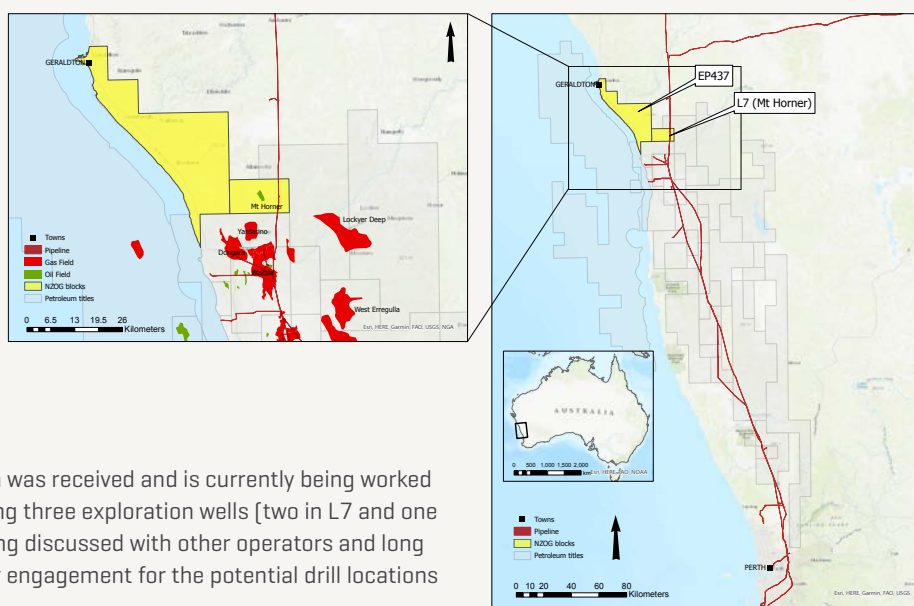 GERALDTON
Mt Horner
Lockyer Deep
Yardarino
West Erregulla
Towns
Pipeline
Gas Field
Oil Field
NZOG blocks
Petroleum titles
0 6.5 13 19.5 26
Kilometers
Esri, HERE, Garmin, FAO, USGS, NGA
GERALDTON
EP437
L7 (Mt Horner)
AUSTRALIA
0 500 1,000 1,500 2,000
km
Esri, HERE, FAO, NOAA
Towns
Pipeline
NZOG blocks
Petroleum titles
0 10 20 40 60 80
Kilometers
PERTH
Esri, HERE, Garmin, FAO, USGS
was received and is currently being worked
ng three exploration wells (two in L7 and one
ng discussed with other operators and long
engagement for the potential drill locations